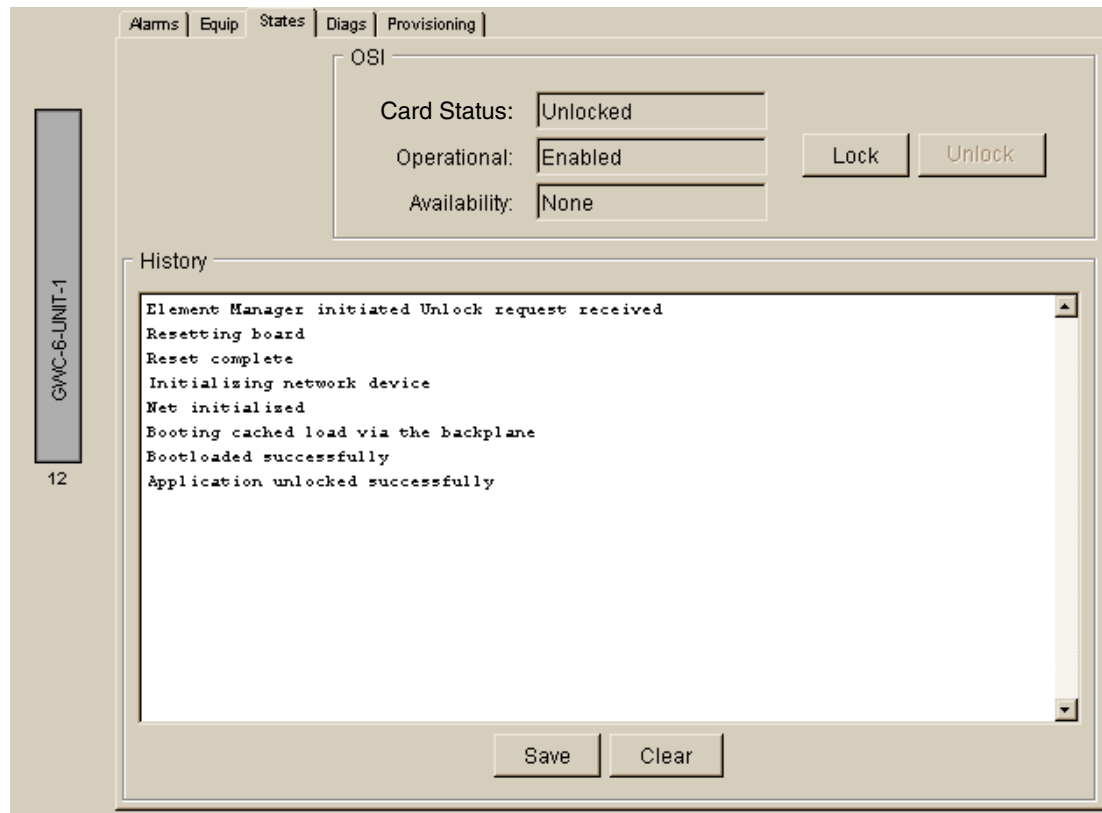 Alarms Equip States Diags Provisioning
OSI
Card Status: Unlocked
Operational: Enabled
Lock Unlock
Availability: None
GWC-6-UNIT-1
12
History
Element Manager initiated Unlock request received
Resetting board
Reset complete
Initialising network device
Net initialized
Booting cached load via the backplane
Bootloaded successfully
Application unlocked successfully
Save Clear